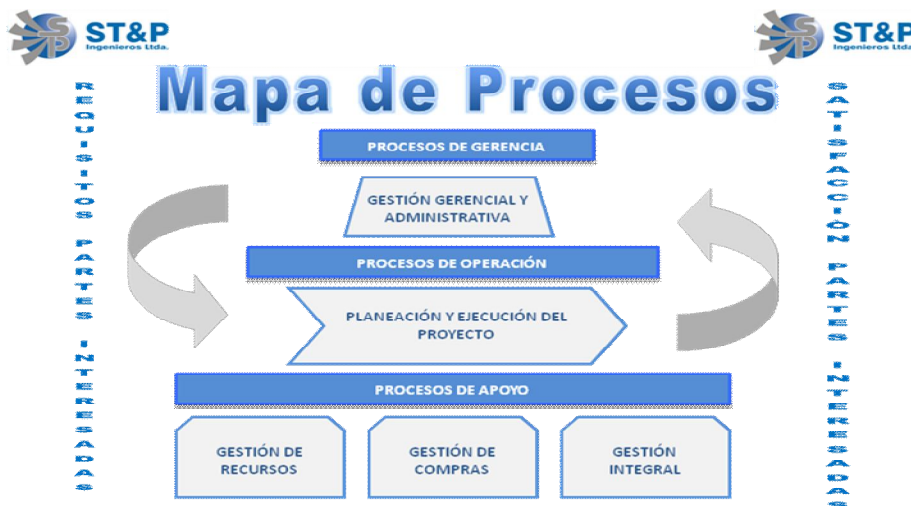 ST&P
Ingenieros Ltda.
ST&P
Ingenieros Ltda.
Mapa de Procesos
REQUISITOS PARTES INTERESADAS
PROCESOS DE GERENCIA
GESTIÓN GERENCIAL Y
ADMINISTRATIVA
PROCESOS DE OPERACIÓN
PLANEACIÓN Y EJECUCIÓN DEL
PROYECTO
PROCESOS DE APOYO
GESTIÓN DE
RECURSOS
GESTIÓN DE
COMPRAS
GESTIÓN
INTEGRAL
SATISFACCIÓN PARTES INTERESADAS